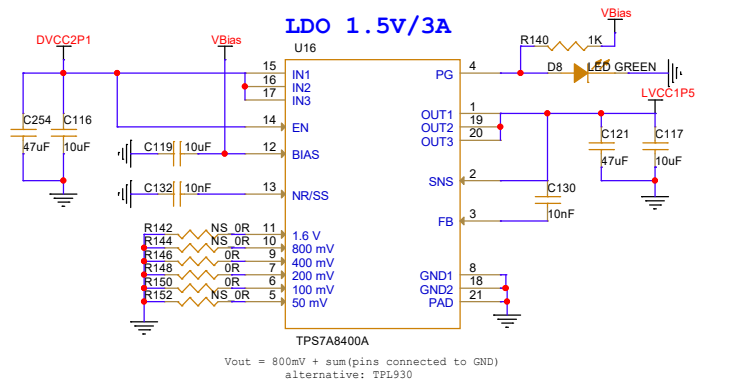 LDO 1.5V/3A
DVCC2P1
VBias
VBias
U16
R140
1K
D8
LED GREEN
LVCC1P5
15
IN1
16
IN2
17
IN3
14
EN
12
BIAS
13
NR/SS
4
PG
1
OUT1
19
OUT2
20
OUT3
2
SNS
3
FB
C254
47uF
C116
10uF
C119
10uF
C132
10nF
C121
47uF
C117
10uF
C130
10nF
R142
NS_0R
11
1.6 V
R144
NS_0R
10
800 mV
R146
0R
9
400 mV
R148
0R
7
200 mV
R150
0R
6
100 mV
R152
NS_0R
5
50 mV
8
GND1
18
GND2
21
PAD
TPS7A8400A
Vout = 800mV + sum(pins connected to GND)
alternative: TPL930